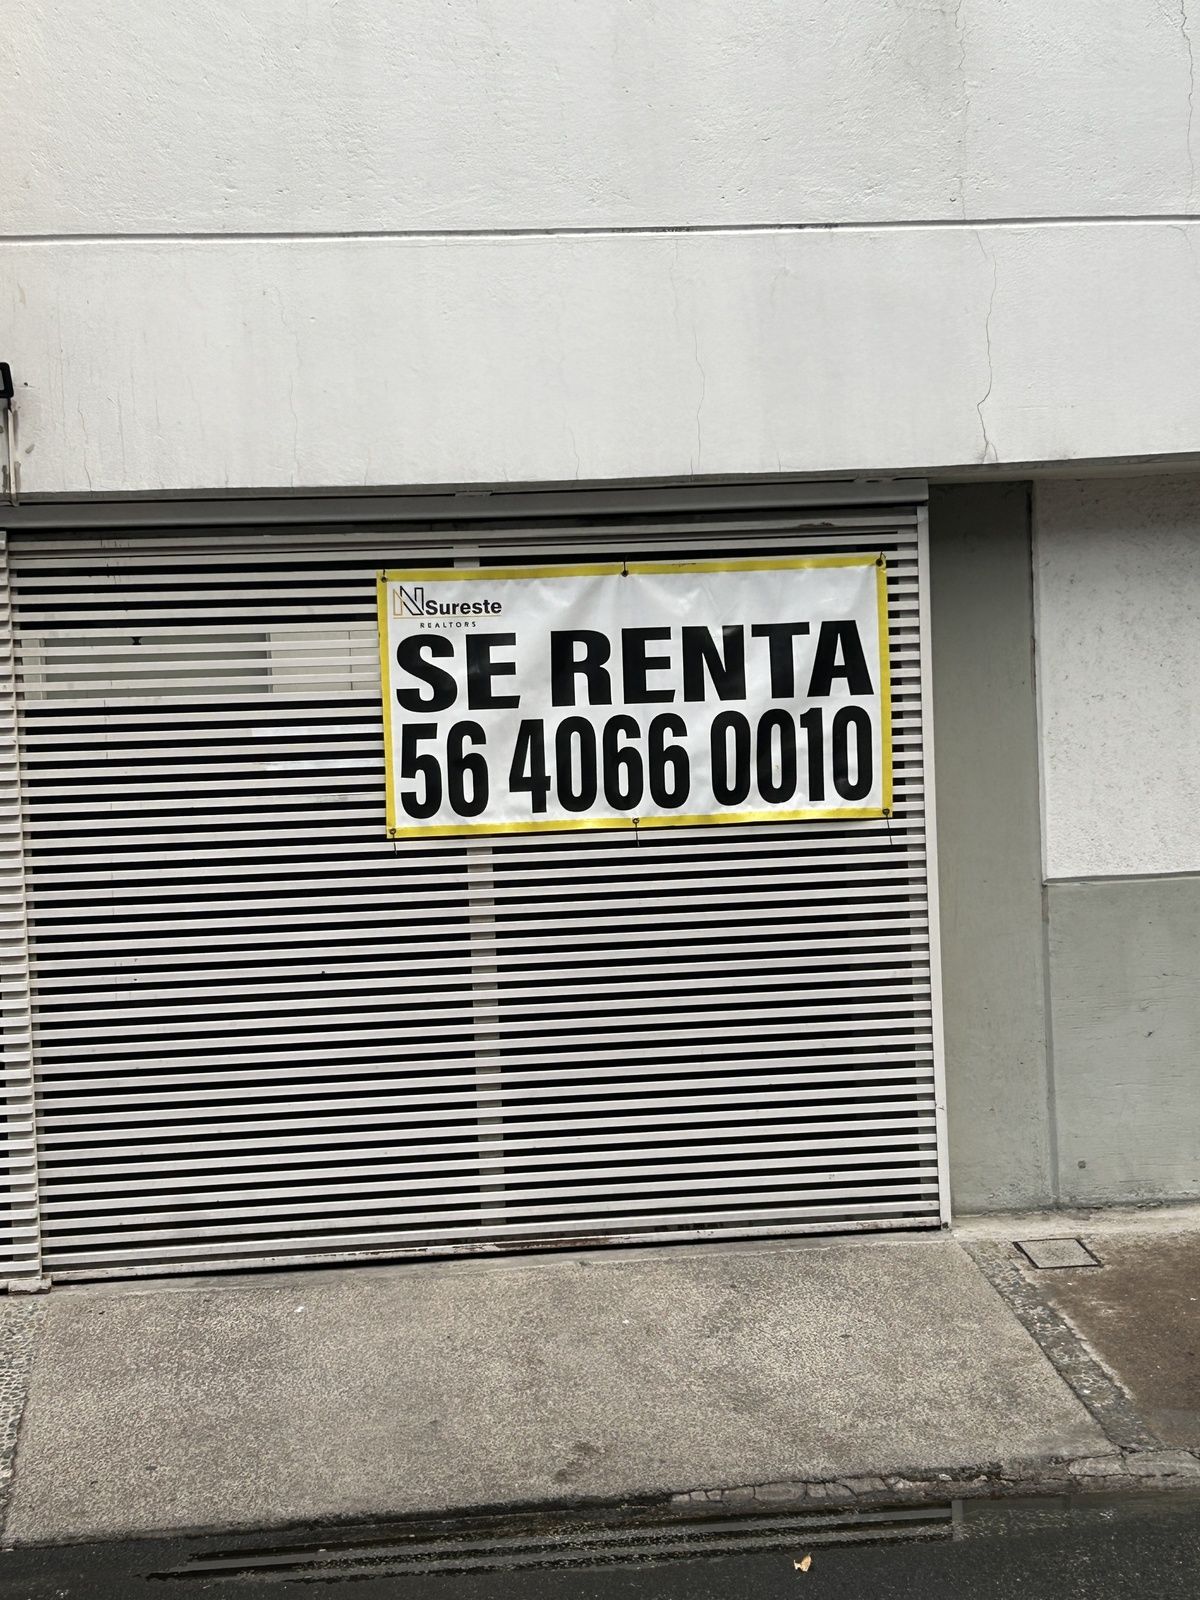 Sureste
REALTORS
SE RENTA
56 4066 0010